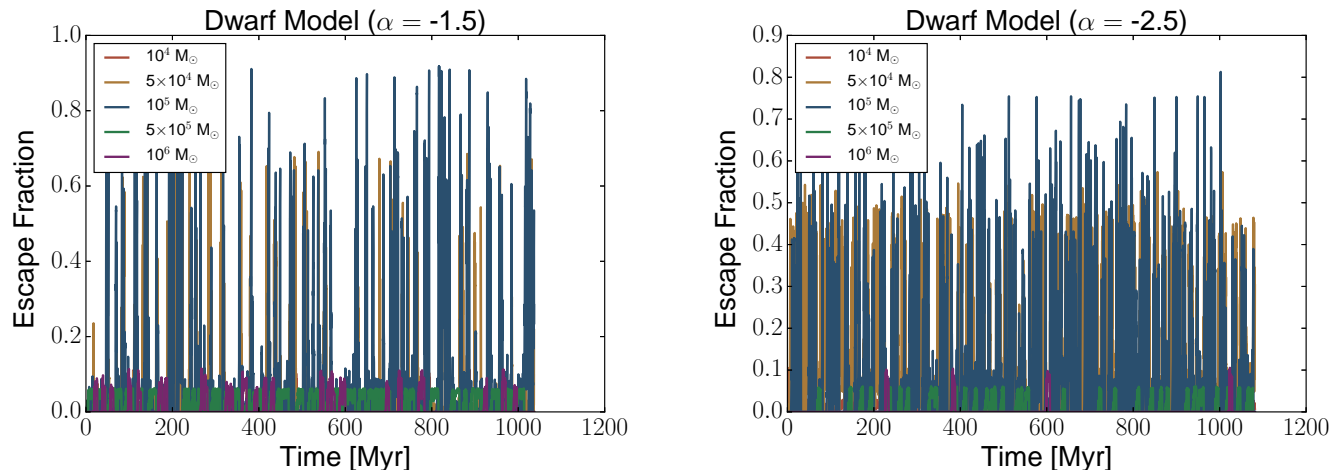 Dwarf Model (α = -1.5)
1.0
0.8
0.6
0.4
0.2
0.0
Escape Fraction
10⁴ M☉
5×10⁴ M☉
10⁵ M☉
5×10⁵ M☉
10⁶ M☉
0 200 400 600 800 1000 1200
Time [Myr]
Dwarf Model (α = -2.5)
0.9
0.8
0.7
0.6
0.5
0.4
0.3
0.2
0.1
0.0
Escape Fraction
10⁴ M☉
5×10⁴ M☉
10⁵ M☉
5×10⁵ M☉
10⁶ M☉
0 200 400 600 800 1000 1200
Time [Myr]